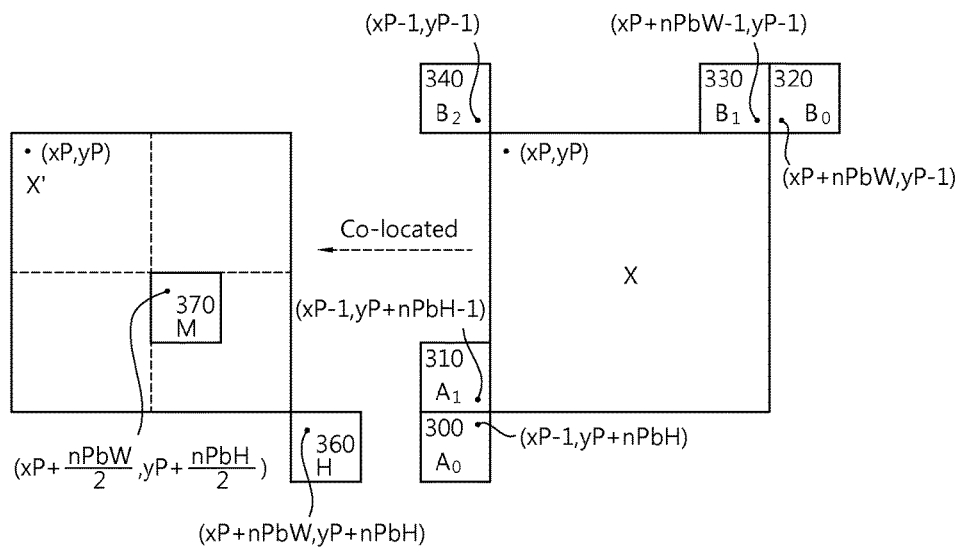 (xP-1,yP-1)
(xP+nPbW-1,yP-1)
340
B2
330
B1
320
B0
(xP,yP)
X'
(xP,yP)
(xP+nPbW,yP-1)
Co-located
X
370
M
(xP-1,yP+nPbH-1)
310
A1
300
A0
(xP-1,yP+nPbH)
360
H
(xP+nPbW/2,yP+nPbH/2)
(xP+nPbW,yP+nPbH)